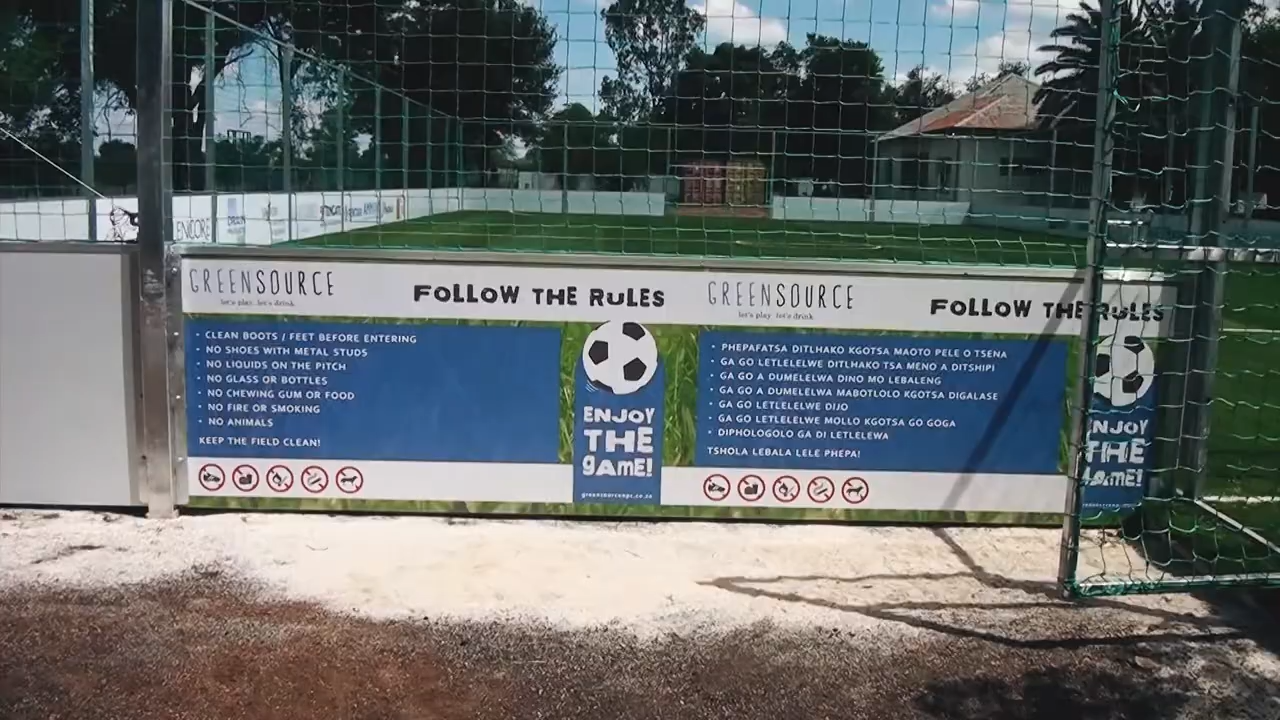 ENCORE
GREENSOURCE
let's play..let's drink
FOLLOW THE RULES
• CLEAN BOOTS / FEET BEFORE ENTERING
• NO SHOES WITH METAL STUDS
• NO LIQUIDS ON THE PITCH
• NO GLASS OR BOTTLES
• NO CHEWING GUM OR FOOD
• NO FIRE OR SMOKING
• NO ANIMALS
KEEP THE FIELD CLEAN!
ENJOY
THE
GAME!
greensourcepc.co.za
GREENSOURCE
let's play..let's drink
FOLLOW THE RULES
• PHEPAFATSA DITLHAKO KGOTSA MAOTO PELE O TSENA
• GA GO LETLELELWE DITLHAKO TSA MENO A DITSHIPI
• GA GO A DUMELELWA DINO MO LEBALENG
• GA GO A DUMELELWA MABOTLOLO KGOTSA DIGALASE
• GA GO LETLELELWE DIJO
• GA GO LETLELELWE MOLLO KGOTSA GO GOGA
• DIPHOLOGOLO GA DI LETLELEWA
TSHOLA LEBALA LELE PHEPA!
ENJOY
THE
GAME!